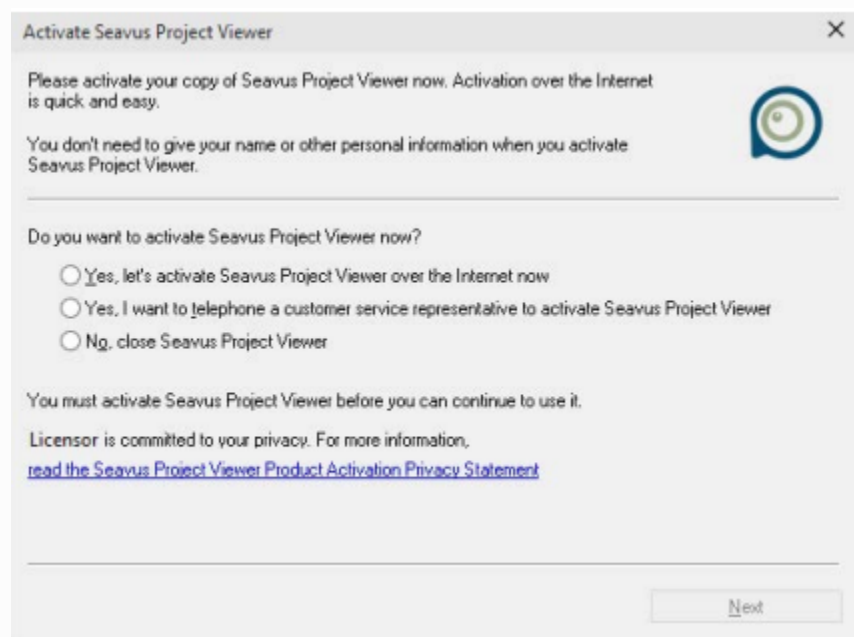 Activate Seavus Project Viewer
Please activate your copy of Seavus Project Viewer now. Activation over the Internet
is quick and easy.
You don't need to give your name or other personal information when you activate
Seavus Project Viewer.
Do you want to activate Seavus Project Viewer now?
Yes, let's activate Seavus Project Viewer over the Internet now
Yes, I want to telephone a customer service representative to activate Seavus Project Viewer
No, close Seavus Project Viewer
You must activate Seavus Project Viewer before you can continue to use it.
Licensor is committed to your privacy. For more information,
read the Seavus Project Viewer Product Activation Privacy Statement
Next